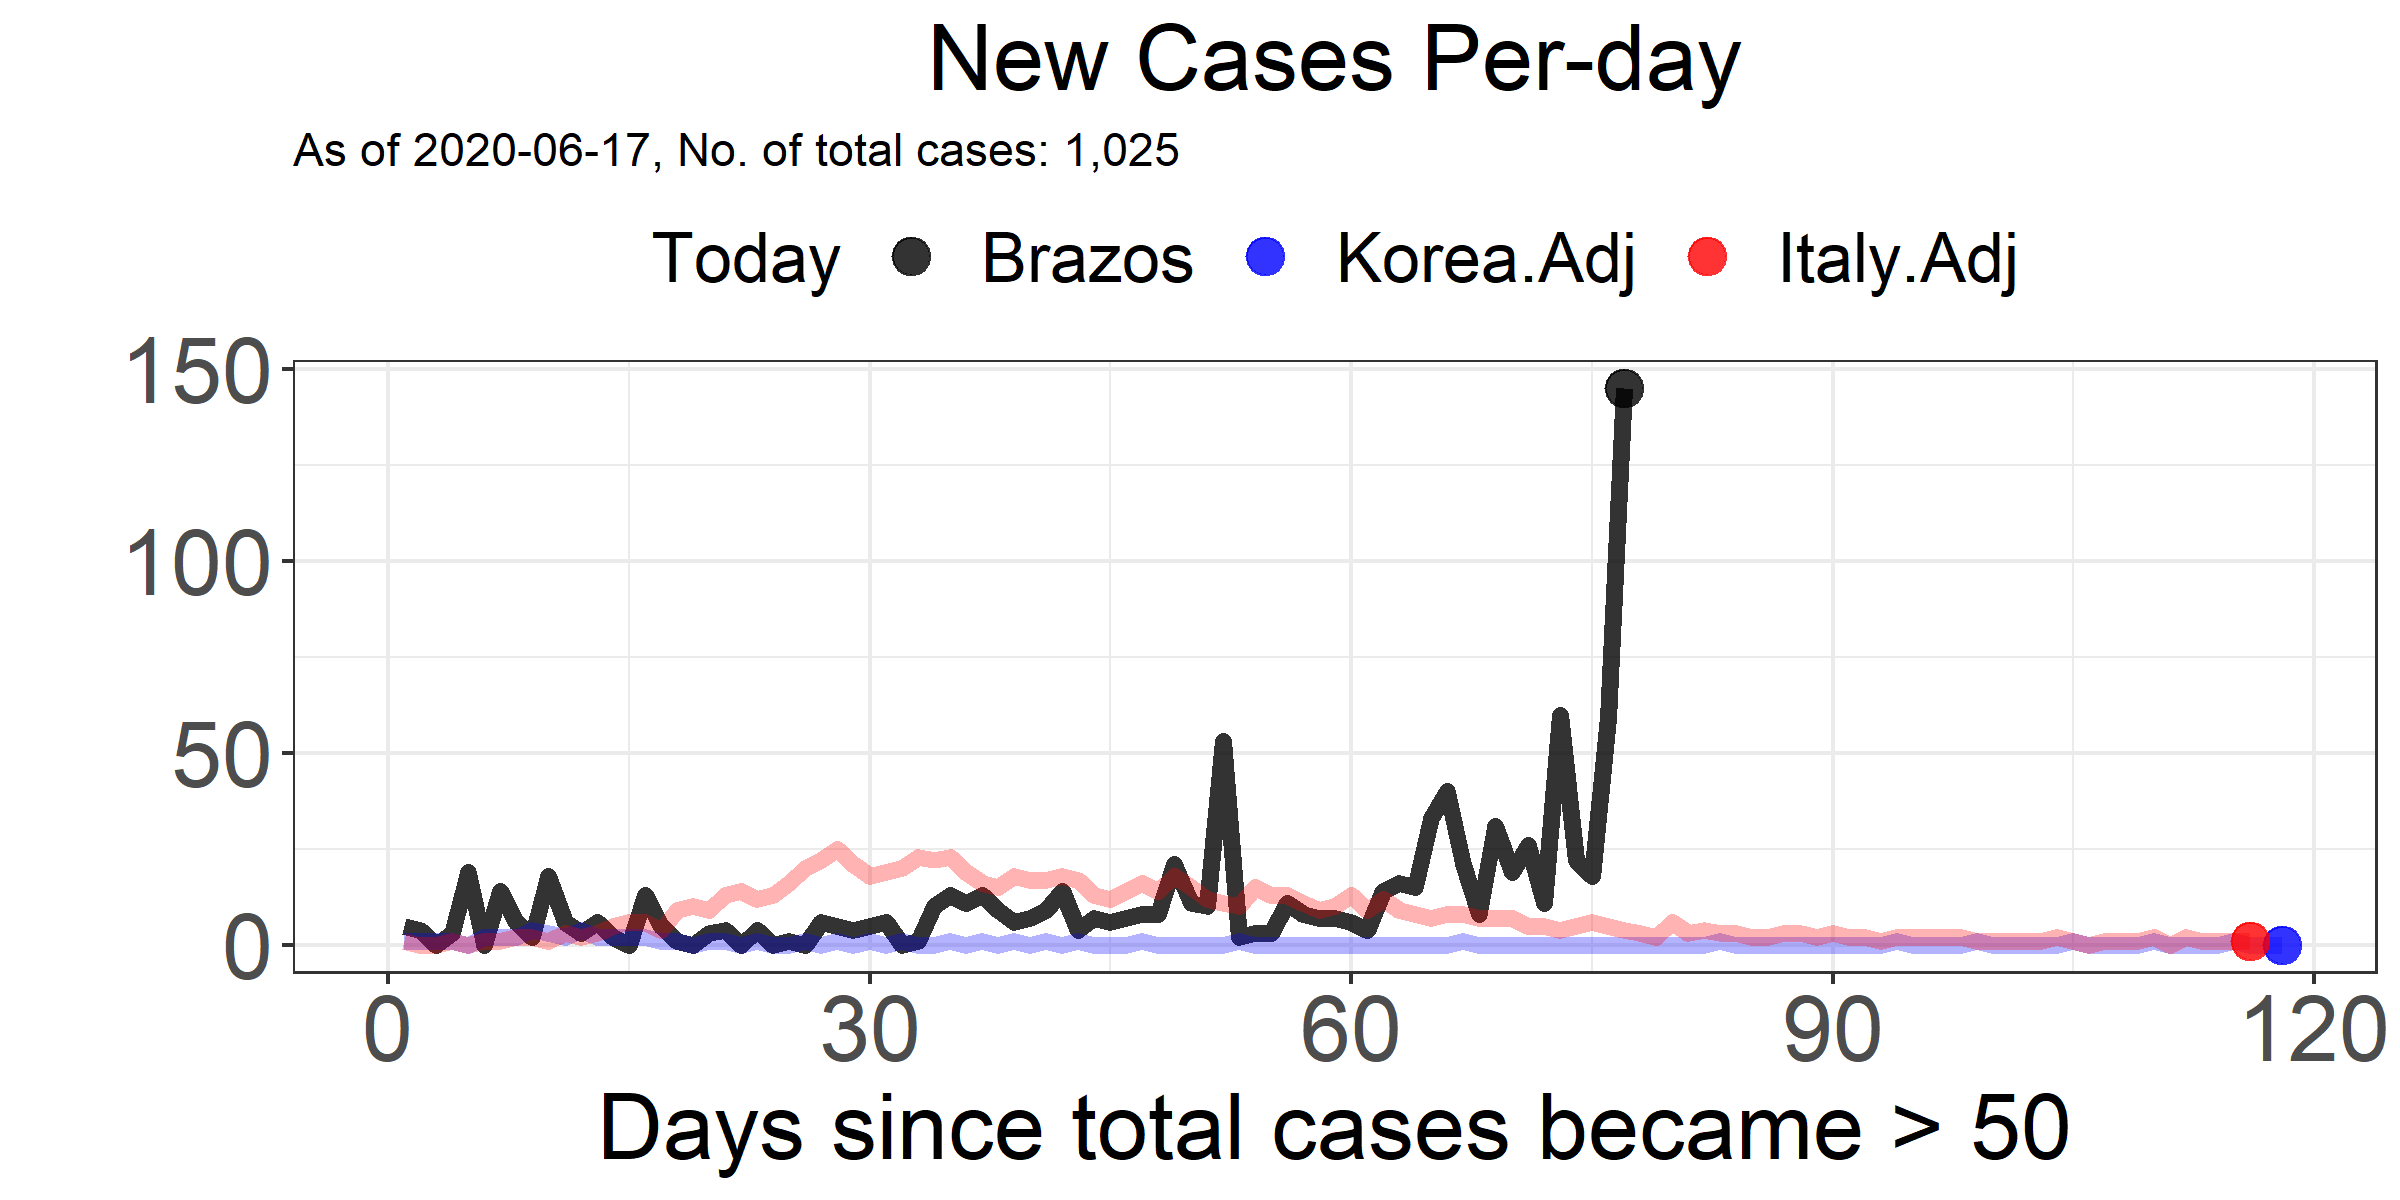 New Cases Per-day
As of 2020-06-17, No. of total cases: 1,025
Today Brazos Korea.Adj Italy.Adj
150
100
50
0
0 30 60 90 120
Days since total cases became > 50